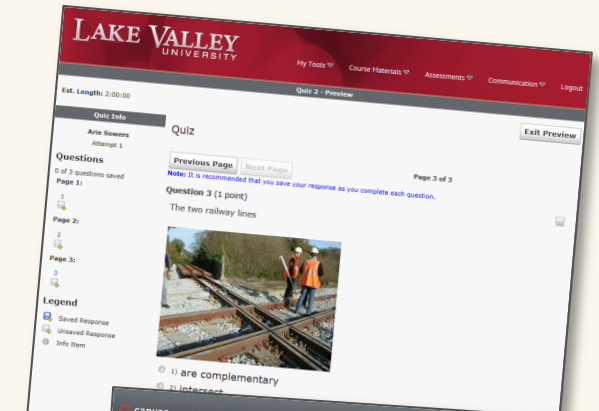 LAKE VALLEY
UNIVERSITY
My Tools
Course Materials
Assessments
Communication
Logout
Quiz 2 - Preview
Est. Length: 2:00:00
Quiz Info
Arie Sowers
Attempt 1
Questions
0 of 3 questions saved
Page 1:
1
Page 2:
2
Page 3:
3
Legend
Saved Response
Unsaved Response
Info Item
Quiz
Exit Preview
Previous Page
Next Page
Page 3 of 3
Note: It is recommended that you save your response as you complete each question.
Question 3 (1 point)
The two railway lines
1) are complementary
2) intersect